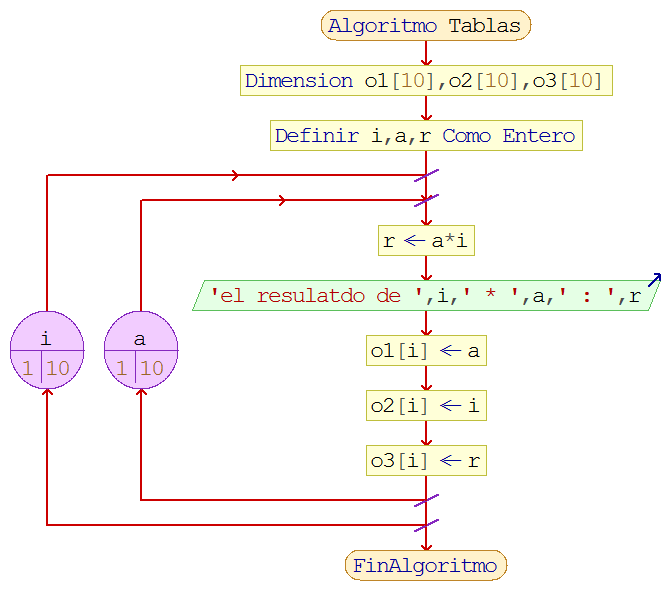 Algoritmo Tablas
Dimension o1[10],o2[10],o3[10]
Definir i,a,r Como Entero
r ← a*i
'el resulatdo de ',i,' * ',a,' : ',r
i
1 10
a
1 10
o1[i] ← a
o2[i] ← i
o3[i] ← r
FinAlgoritmo